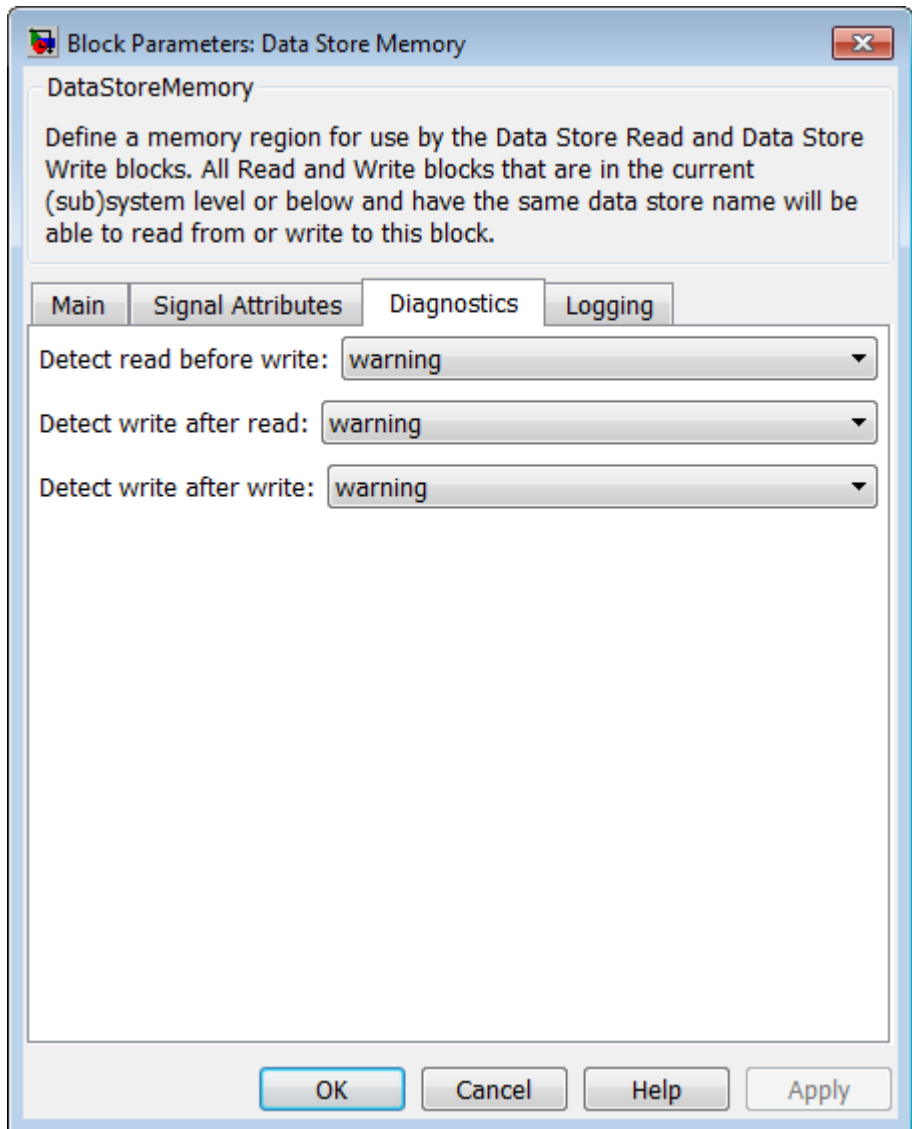 Block Parameters: Data Store Memory
DataStoreMemory
Define a memory region for use by the Data Store Read and Data Store
Write blocks. All Read and Write blocks that are in the current
(sub)system level or below and have the same data store name will be
able to read from or write to this block.
Main Signal Attributes Diagnostics Logging
Detect read before write: warning
Detect write after read: warning
Detect write after write: warning
OK Cancel Help Apply